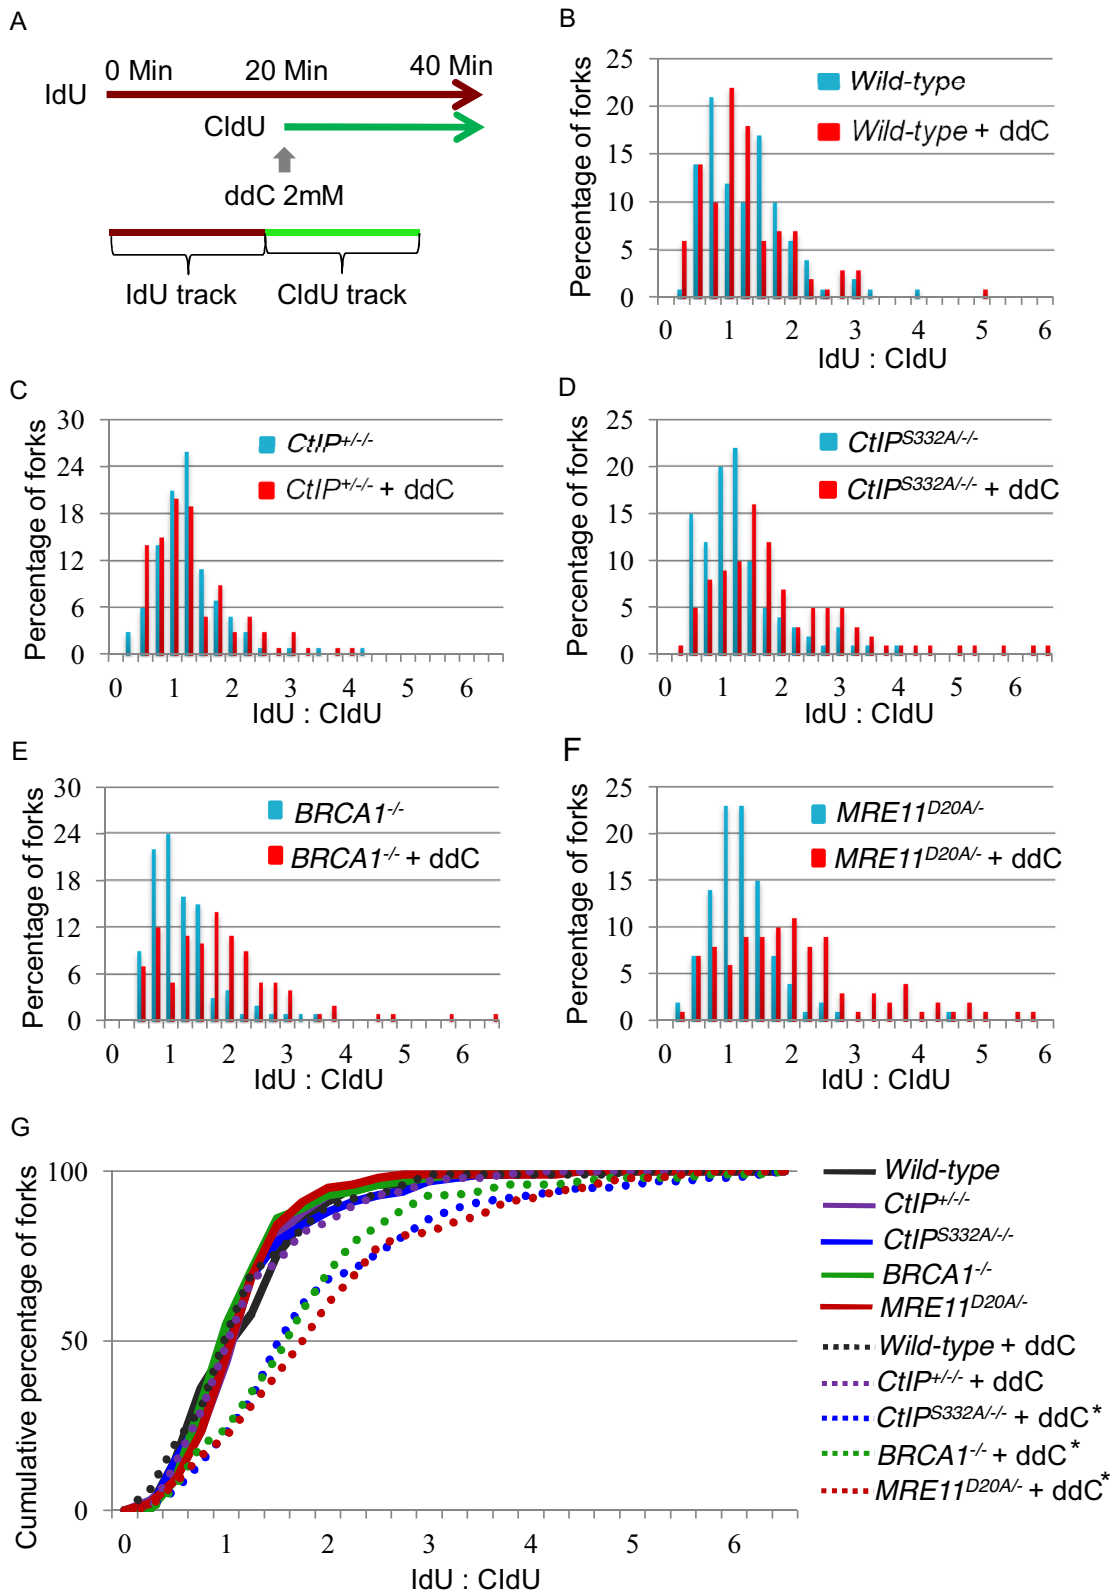 A
0 Min 20 Min 40 Min
IdU
CldU
ddC 2mM
IdU track CldU track
B
Percentage of forks
25
20
15
10
5
0
0 1 2 3 4 5 6
IdU : CldU
Wild-type
Wild-type + ddC
C
Percentage of forks
30
24
18
12
6
0
0 1 2 3 4 5 6
IdU : CldU
CtIP+/-/-
CtIP+/-/- + ddC
D
Percentage of forks
25
20
15
10
5
0
0 1 2 3 4 5 6
IdU : CldU
CtIPS332A/-/-
CtIPS332A/-/- + ddC
E
Percentage of forks
30
24
18
12
6
0
0 1 2 3 4 5 6
IdU : CldU
BRCA1-/-
BRCA1-/- + ddC
F
Percentage of forks
25
20
15
10
5
0
0 1 2 3 4 5 6
IdU : CldU
MRE11D20A/-
MRE11D20A/- + ddC
G
Cumulative percentage of forks
100
50
0
0 1 2 3 4 5 6
IdU : CldU
Wild-type
CtIP+/-/-
CtIPS332A/-/-
BRCA1-/-
MRE11D20A/-
Wild-type + ddC
CtIP+/-/- + ddC
CtIPS332A/-/- + ddC*
BRCA1-/- + ddC*
MRE11D20A/- + ddC*